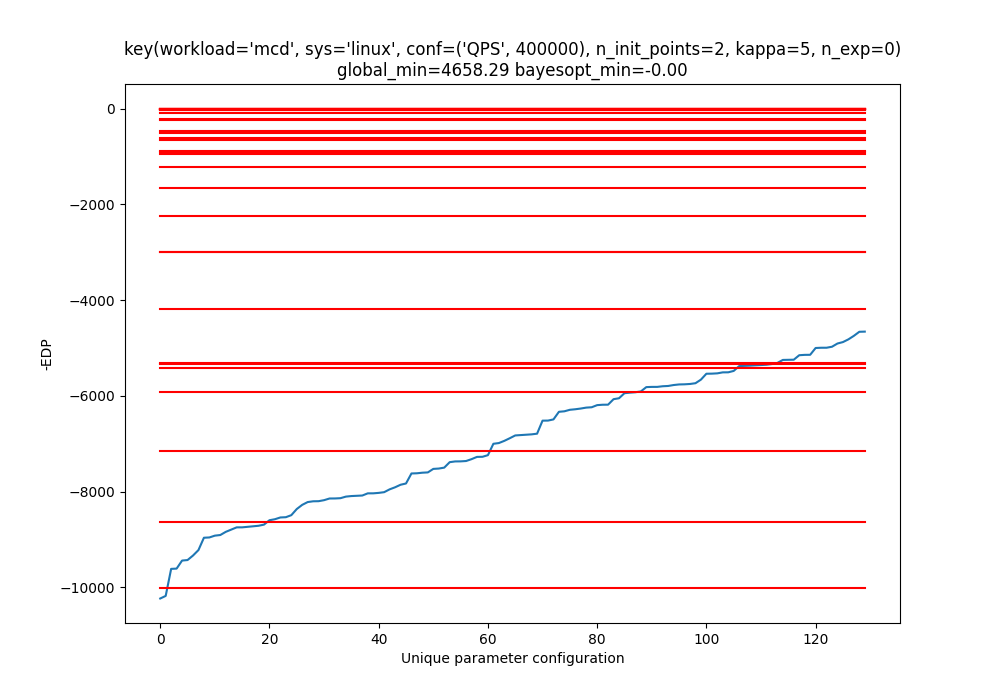 key(workload='mcd', sys='linux', conf=('QPS', 400000), n_init_points=2, kappa=5, n_exp=0)
global_min=4658.29 bayesopt_min=-0.00
0
−2000
−4000
−6000
−8000
−10000
-EDP
0 20 40 60 80 100 120
Unique parameter configuration